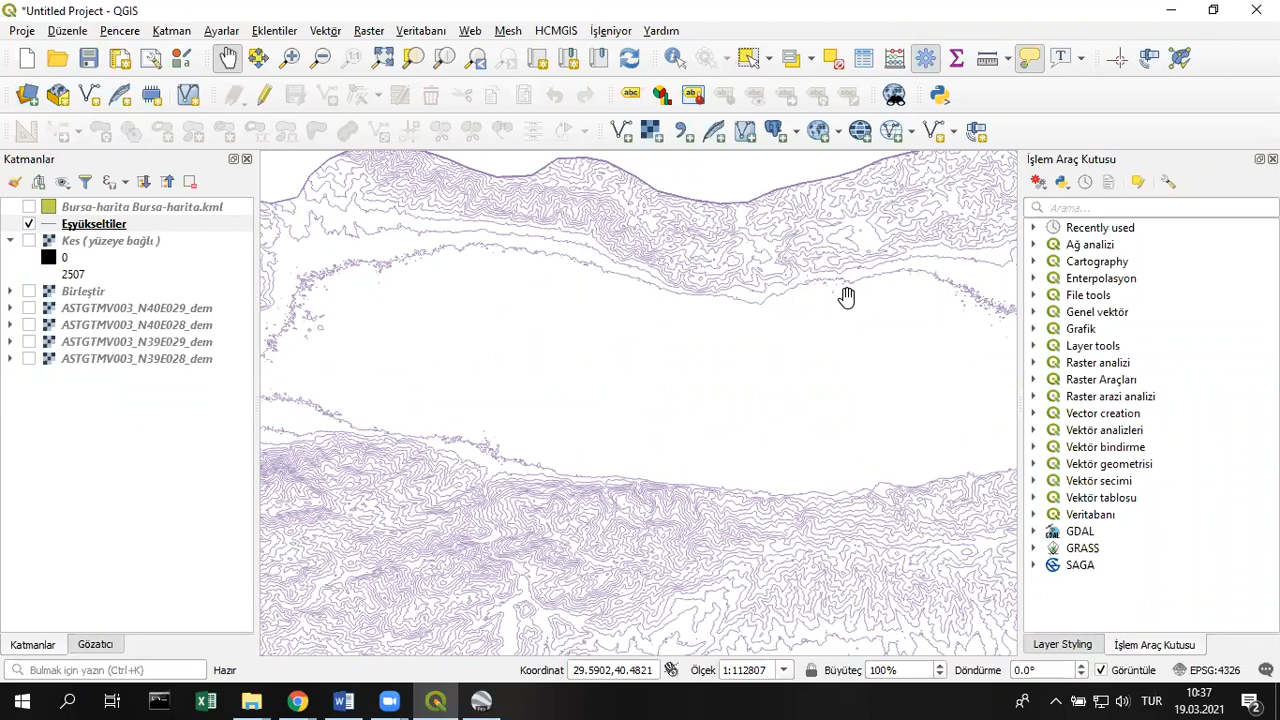 *Untitled Project - QGIS
Proje Düzenle Pencere Katman Ayarlar Eklentiler Vektör Raster Veritabanı Web Mesh HCMGIS İşleniyor Yardım
Katmanlar
Bursa-harita Bursa-harita.kml
Eşyükseltiler
Kes ( yüzeye bağlı )
0
2507
Birleştir
ASTGTMV003_N40E029_dem
ASTGTMV003_N40E028_dem
ASTGTMV003_N39E029_dem
ASTGTMV003_N39E028_dem
İşlem Araç Kutusu
Arama...
Recently used
Ağ analizi
Cartography
Enterpolasyon
File tools
Genel vektör
Grafik
Layer tools
Raster analizi
Raster Araçları
Raster arazi analizi
Vector creation
Vektör analizleri
Vektör bindirme
Vektör geometrisi
Vektör secimi
Vektör tablosu
Veritabanı
GDAL
GRASS
SAGA
Katmanlar Gözatıcı
Layer Styling İşlem Araç Kutusu
Bulmak için yazın (Ctrl+K) Hazır Koordinat 29.5902,40.4821 Ölçek 1:112807 Büyüteç 100% Döndürme 0.0° Görüntüle EPSG:4326
TUR 10:37
19.03.2021 2